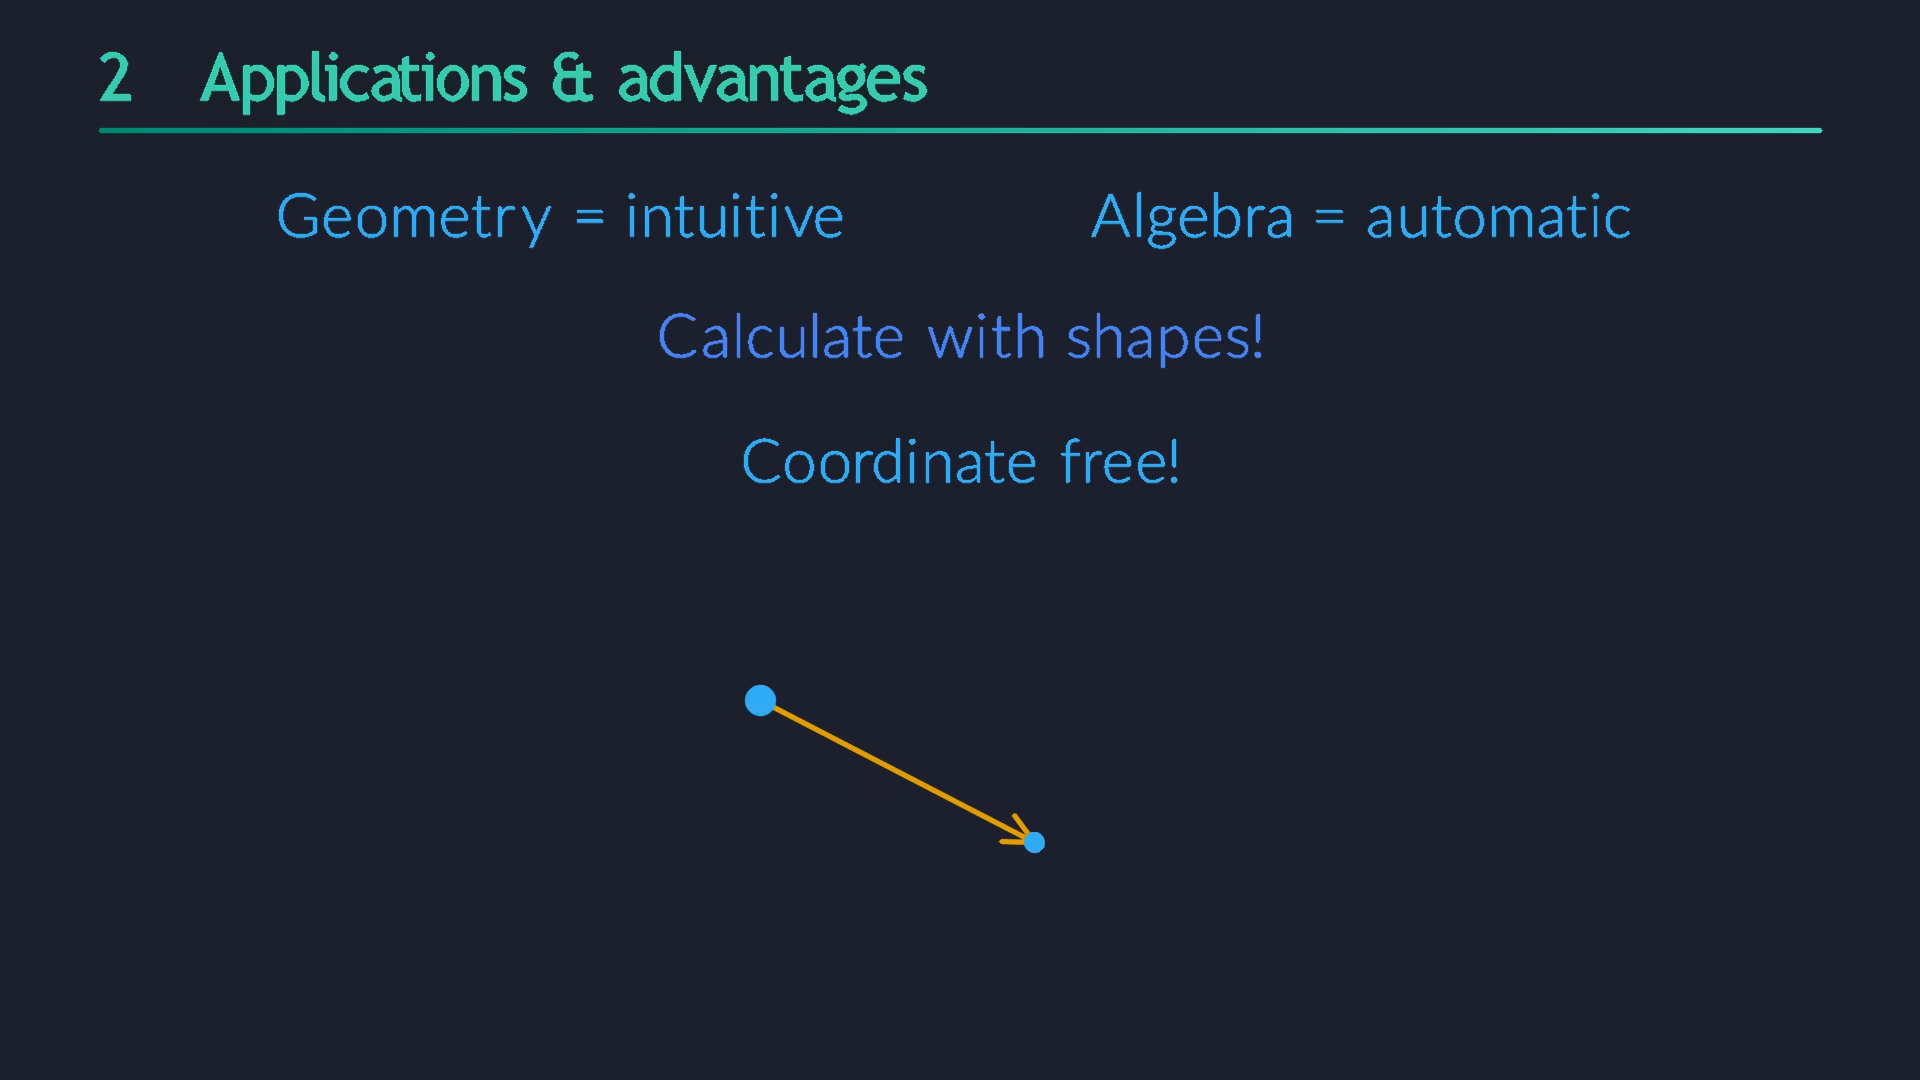 2 Applications & advantages
Geometry = intuitive Algebra = automatic
Calculate with shapes!
Coordinate free!